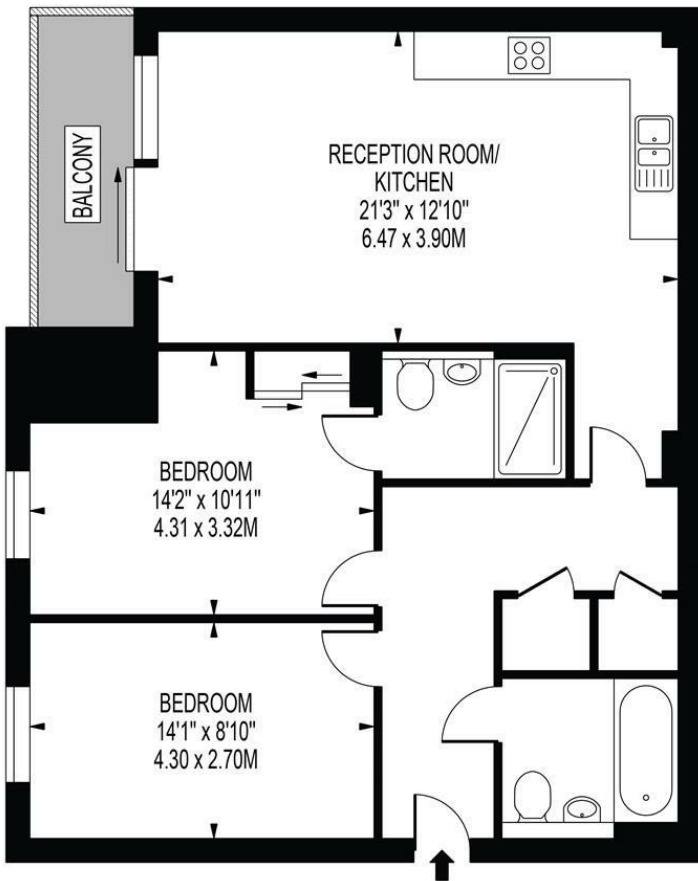 BALCONY
RECEPTION ROOM/
KITCHEN
21'3" x 12'10"
6.47 x 3.90M
BEDROOM
14'2" x 10'11"
4.31 x 3.32M
BEDROOM
14'1" x 8'10"
4.30 x 2.70M